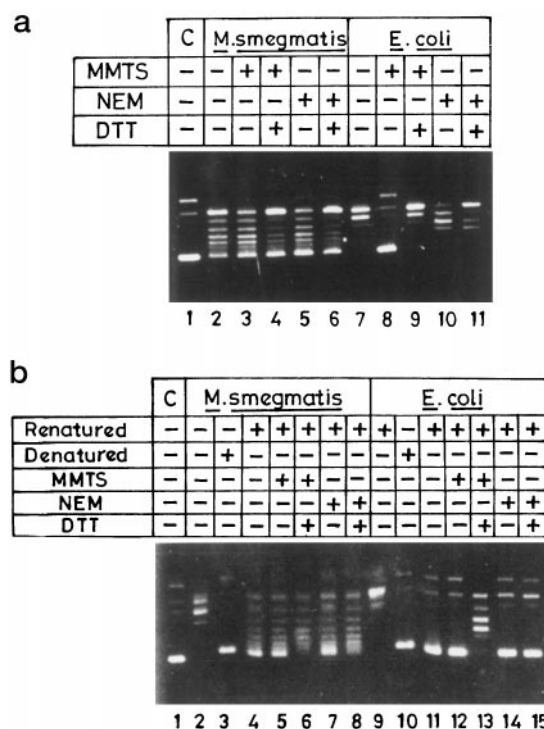 a
C M.smegmatis E. coli
MMTS − − + + − − − + + − −
NEM − − − − + + − − − + +
DTT − − − + − + − − + − +
1 2 3 4 5 6 7 8 9 10 11
b
C M.smegmatis E. coli
Renatured − − − + + + + + + − + + + + +
Denatured − − + − − − − − − + − − − − −
MMTS − − − − + + − − − − − + + − −
NEM − − − − − − + + − − − − − + +
DTT − − − − − + − + − − − − + − +
1 2 3 4 5 6 7 8 9 10 11 12 13 14 15